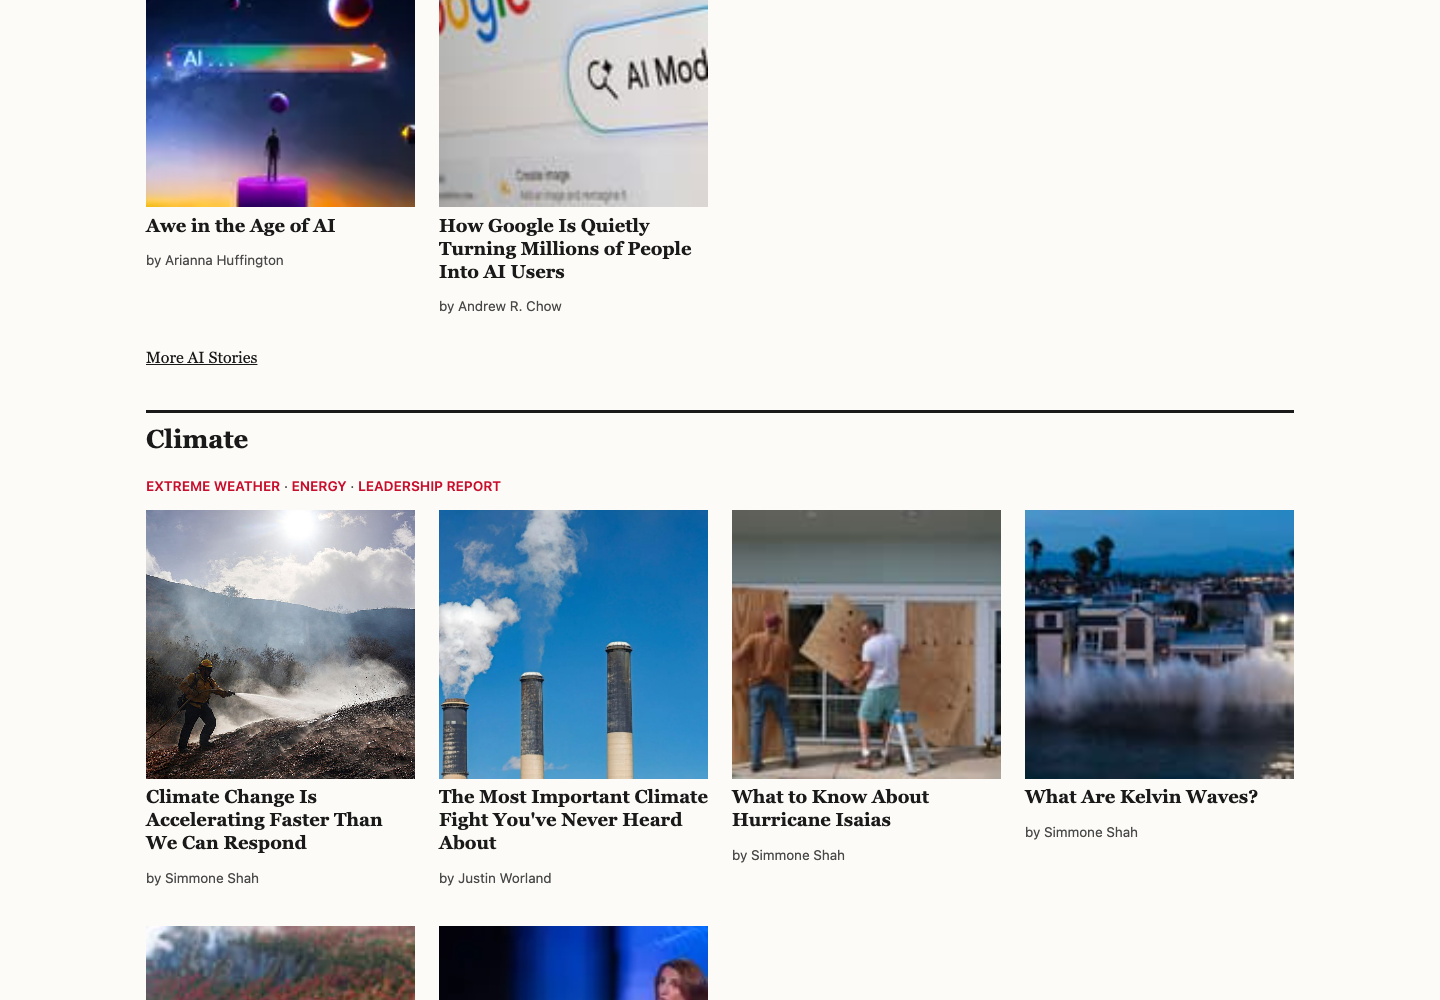 AI . . .
AI Mod
Create image
Awe in the Age of AI
by Arianna Huffington
How Google Is Quietly
Turning Millions of People
Into AI Users
by Andrew R. Chow
More AI Stories
Climate
EXTREME WEATHER · ENERGY · LEADERSHIP REPORT
Climate Change Is
Accelerating Faster Than
We Can Respond
by Simmone Shah
The Most Important Climate
Fight You've Never Heard
About
by Justin Worland
What to Know About
Hurricane Isaias
by Simmone Shah
What Are Kelvin Waves?
by Simmone Shah